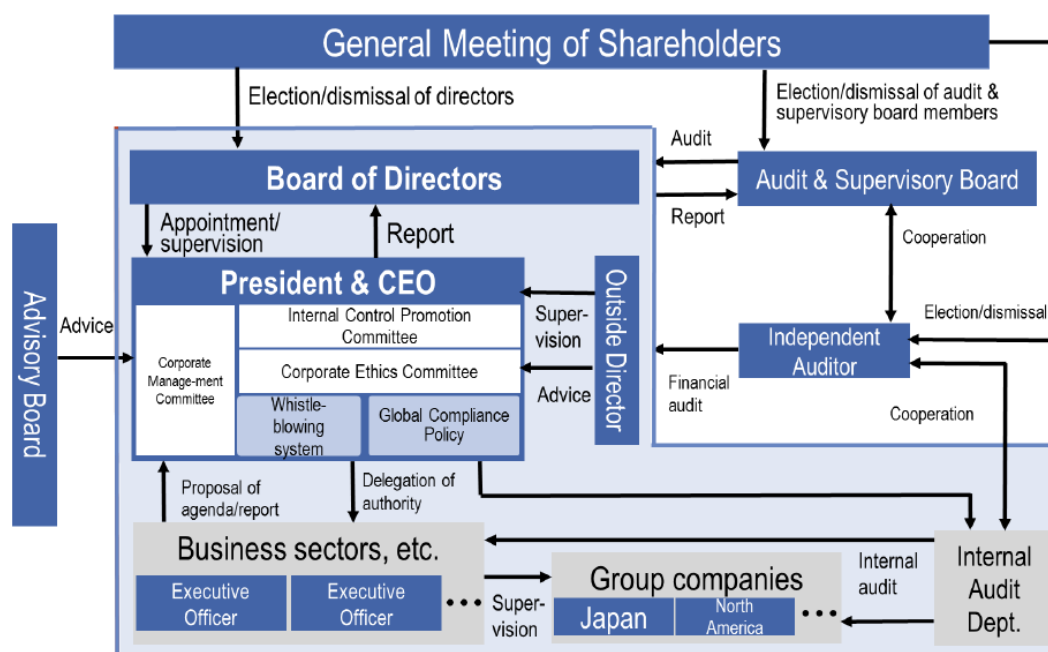 General Meeting of Shareholders
Election/dismissal of directors
Election/dismissal of audit &
supervisory board members
Audit
Board of Directors
Audit & Supervisory Board
Report
Appointment/
supervision
Report
Cooperation
President & CEO
Advisory Board
Advice
Corporate
Manage-ment
Committee
Internal Control Promotion
Committee
Corporate Ethics Committee
Whistle-
blowing
system
Global Compliance
Policy
Super-
vision
Advice
Outside Director
Election/dismissal
Independent
Auditor
Financial
audit
Cooperation
Proposal of
agenda/report
Delegation of
authority
Business sectors, etc.
Executive
Officer
Executive
Officer
Super-
vision
Group companies
Japan
North
America
Internal
audit
Internal
Audit
Dept.